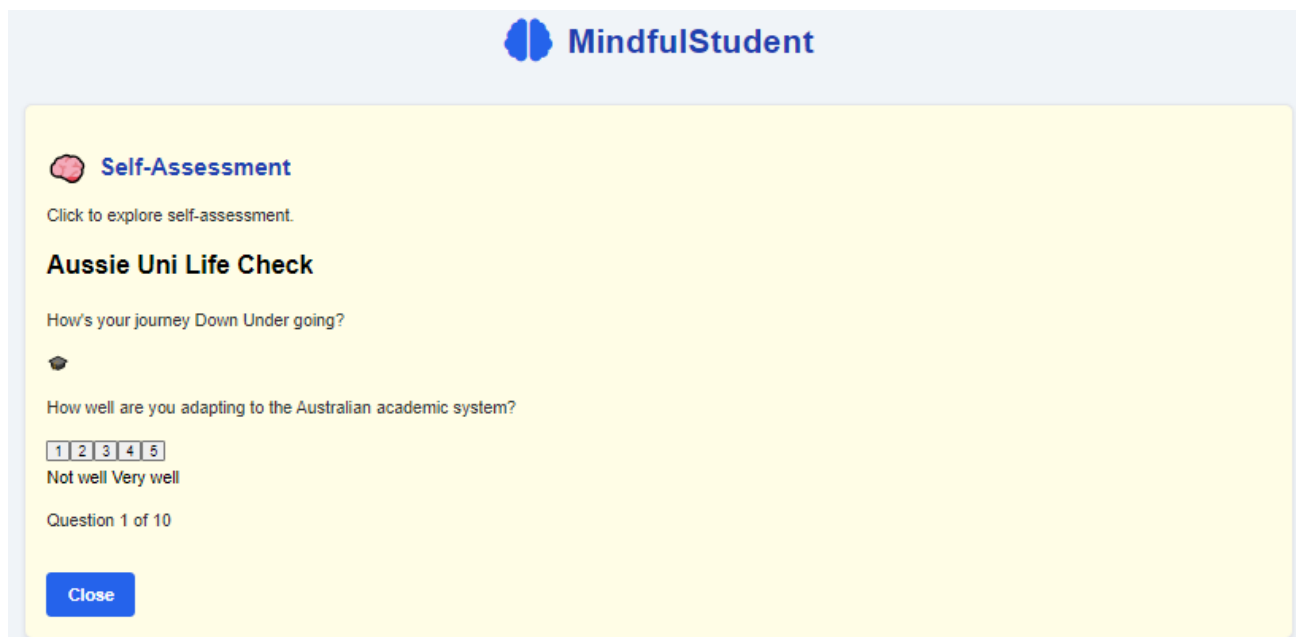 MindfulStudent
Self-Assessment
Click to explore self-assessment.
Aussie Uni Life Check
How's your journey Down Under going?
How well are you adapting to the Australian academic system?
1 2 3 4 5
Not well Very well
Question 1 of 10
Close